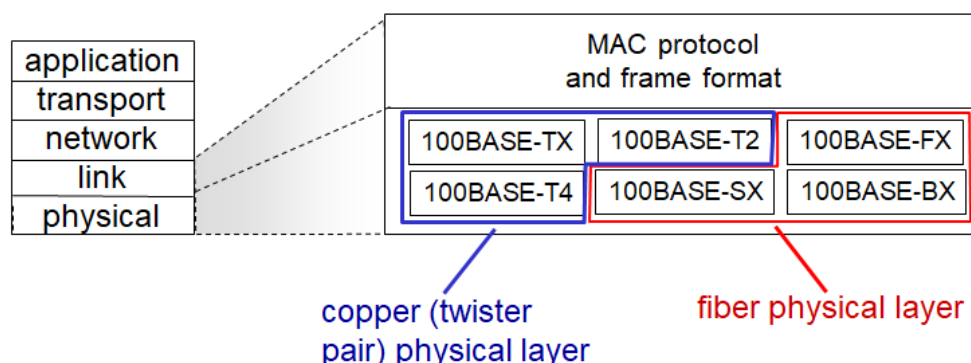 application
transport
network
link
physical
MAC protocol
and frame format
100BASE-TX
100BASE-T2
100BASE-FX
100BASE-T4
100BASE-SX
100BASE-BX
copper (twister
pair) physical layer
fiber physical layer